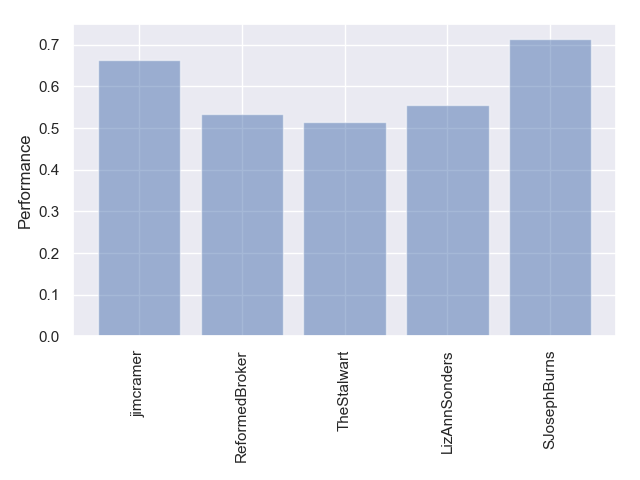 0.7
0.6
0.5
0.4
0.3
0.2
0.1
0.0
Performance
jimcramer
ReformedBroker
TheStalwart
LizAnnSonders
SJosephBurns